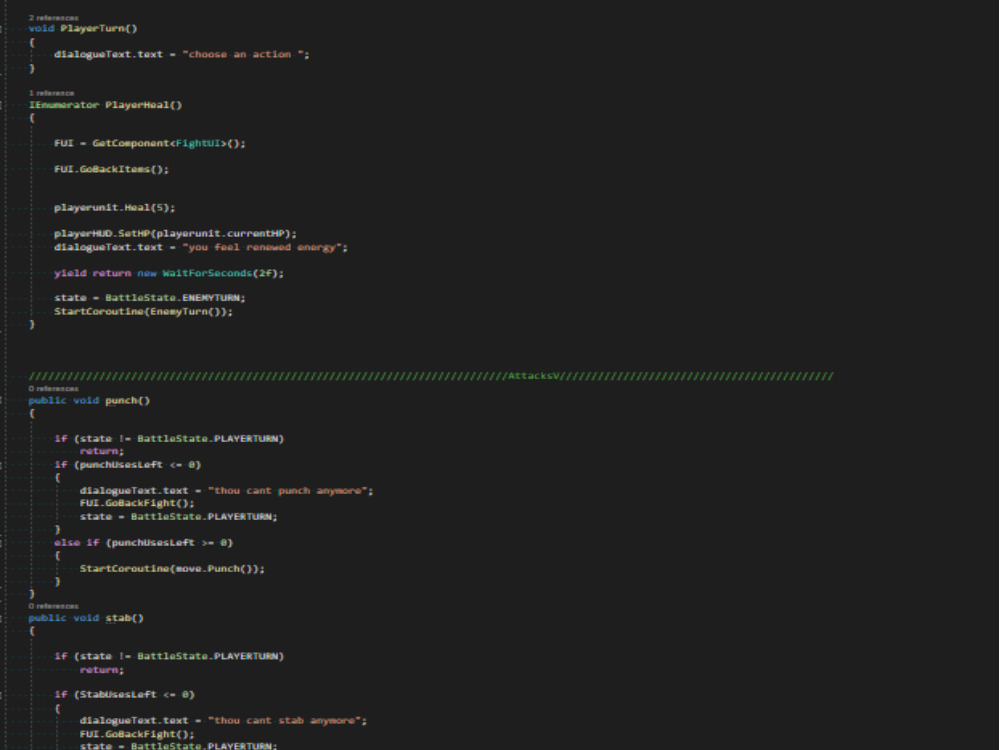 2 references
void PlayerTurn()
{
dialogueText.text = "choose an action ";
}
1 reference
IEnumerator PlayerHeal()
{
FUI = GetComponent<FightUI>();
FUI.GoBackItems();
playerunit.Heal(5);
playerHUD.SetHP(playerunit.currentHP);
dialogueText.text = "you feel renewed energy";
yield return new WaitForSeconds(2f);
state = BattleState.ENEMYTURN;
StartCoroutine(EnemyTurn());
}
///////////////////////////////////////////////////////////////////////////AttacksV///////////////////////////////////////////
0 references
public void punch()
{
if (state != BattleState.PLAYERTURN)
return;
if (punchUsesLeft <= 0)
{
dialogueText.text = "thou cant punch anymore";
FUI.GoBackFight();
state = BattleState.PLAYERTURN;
}
else if (punchUsesLeft >= 0)
{
StartCoroutine(move.Punch());
}
}
0 references
public void stab()
{
if (state != BattleState.PLAYERTURN)
return;
if (StabUsesLeft <= 0)
{
dialogueText.text = "thou cant stab anymore";
FUI.GoBackFight();
state = BattleState.PLAYERTURN;